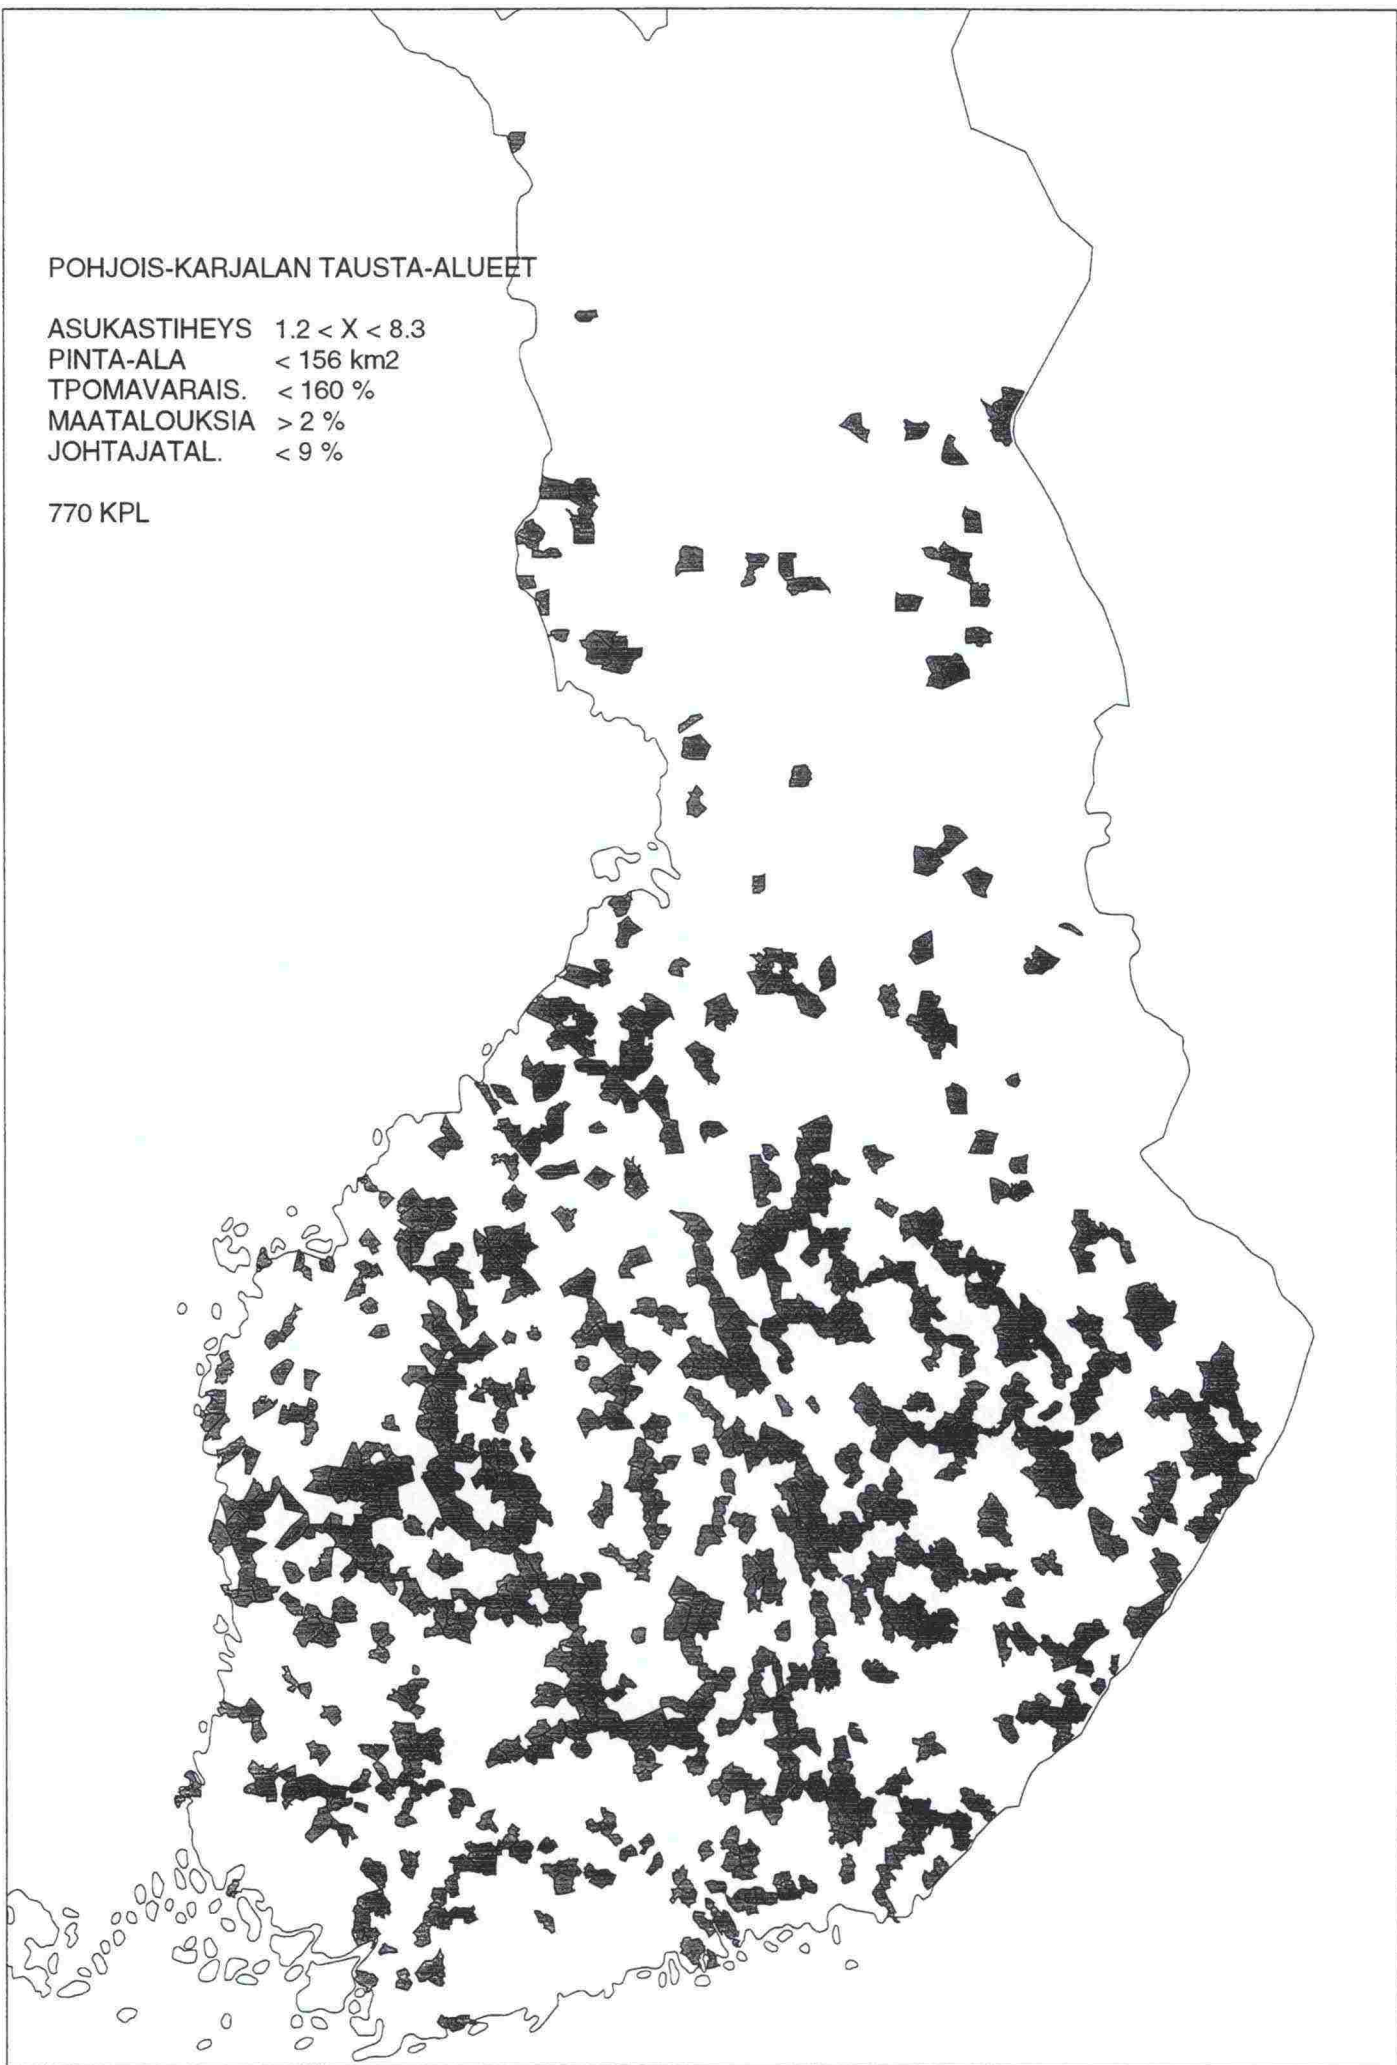 POHJOIS-KARJALAN TAUSTA-ALUEET
ASUKASTIHEYS 1.2 < X < 8.3
PINTA-ALA < 156 km2
TPOMAVARAIS. < 160 %
MAATALOUKSIA > 2 %
JOHTAJATAL. < 9 %
770 KPL